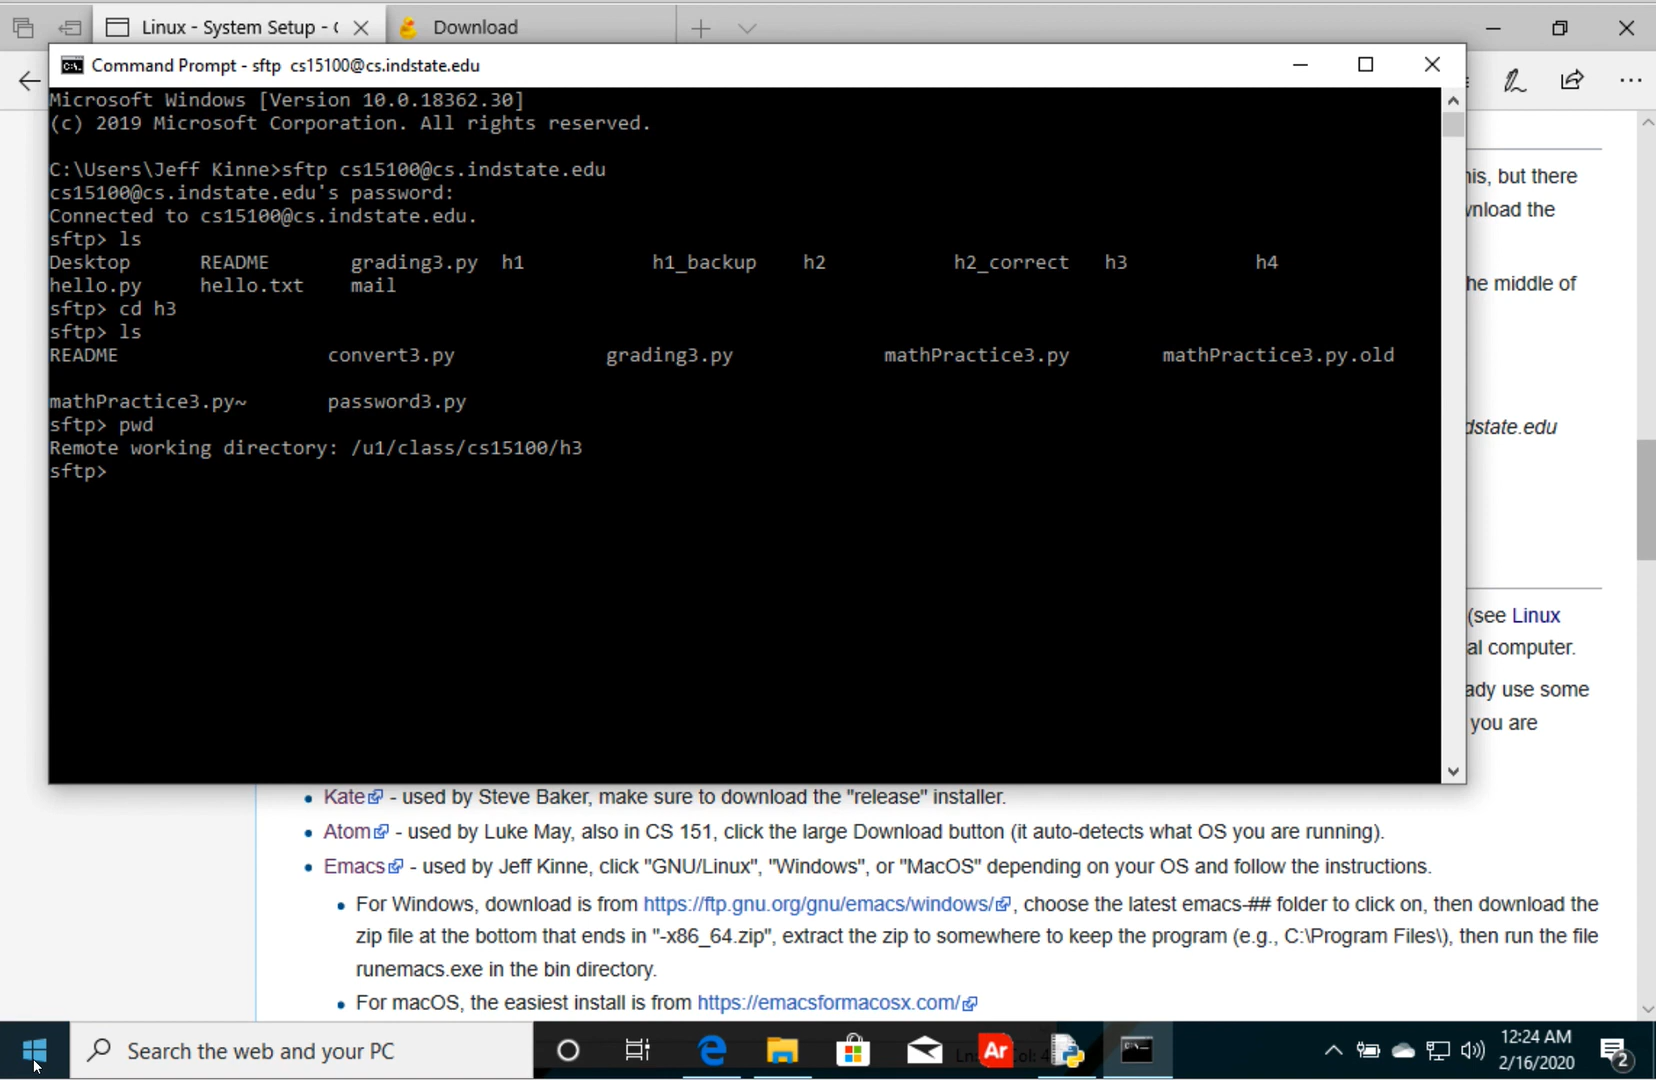 Linux - System Setup - (
Download
Command Prompt - sftp cs15100@cs.indstate.edu
Microsoft Windows [Version 10.0.18362.30]
(c) 2019 Microsoft Corporation. All rights reserved.
C:\Users\Jeff Kinne>sftp cs15100@cs.indstate.edu
cs15100@cs.indstate.edu's password:
Connected to cs15100@cs.indstate.edu.
sftp> ls
Desktop README grading3.py h1 h1_backup h2 h2_correct h3 h4
hello.py hello.txt mail
sftp> cd h3
sftp> ls
README convert3.py grading3.py mathPractice3.py mathPractice3.py.old
mathPractice3.py~ password3.py
sftp> pwd
Remote working directory: /u1/class/cs15100/h3
sftp>
his, but there
wnload the
he middle of
dstate.edu
(see Linux
al computer.
ady use some
you are
• Kate - used by Steve Baker, make sure to download the "release" installer.
• Atom - used by Luke May, also in CS 151, click the large Download button (it auto-detects what OS you are running).
• Emacs - used by Jeff Kinne, click "GNU/Linux", "Windows", or "MacOS" depending on your OS and follow the instructions.
• For Windows, download is from https://ftp.gnu.org/gnu/emacs/windows/, choose the latest emacs-## folder to click on, then download the
zip file at the bottom that ends in "-x86_64.zip", extract the zip to somewhere to keep the program (e.g., C:\Program Files\), then run the file
runemacs.exe in the bin directory.
• For macOS, the easiest install is from https://emacsformacosx.com/
Search the web and your PC
Ar
12:24 AM
2/16/2020
2